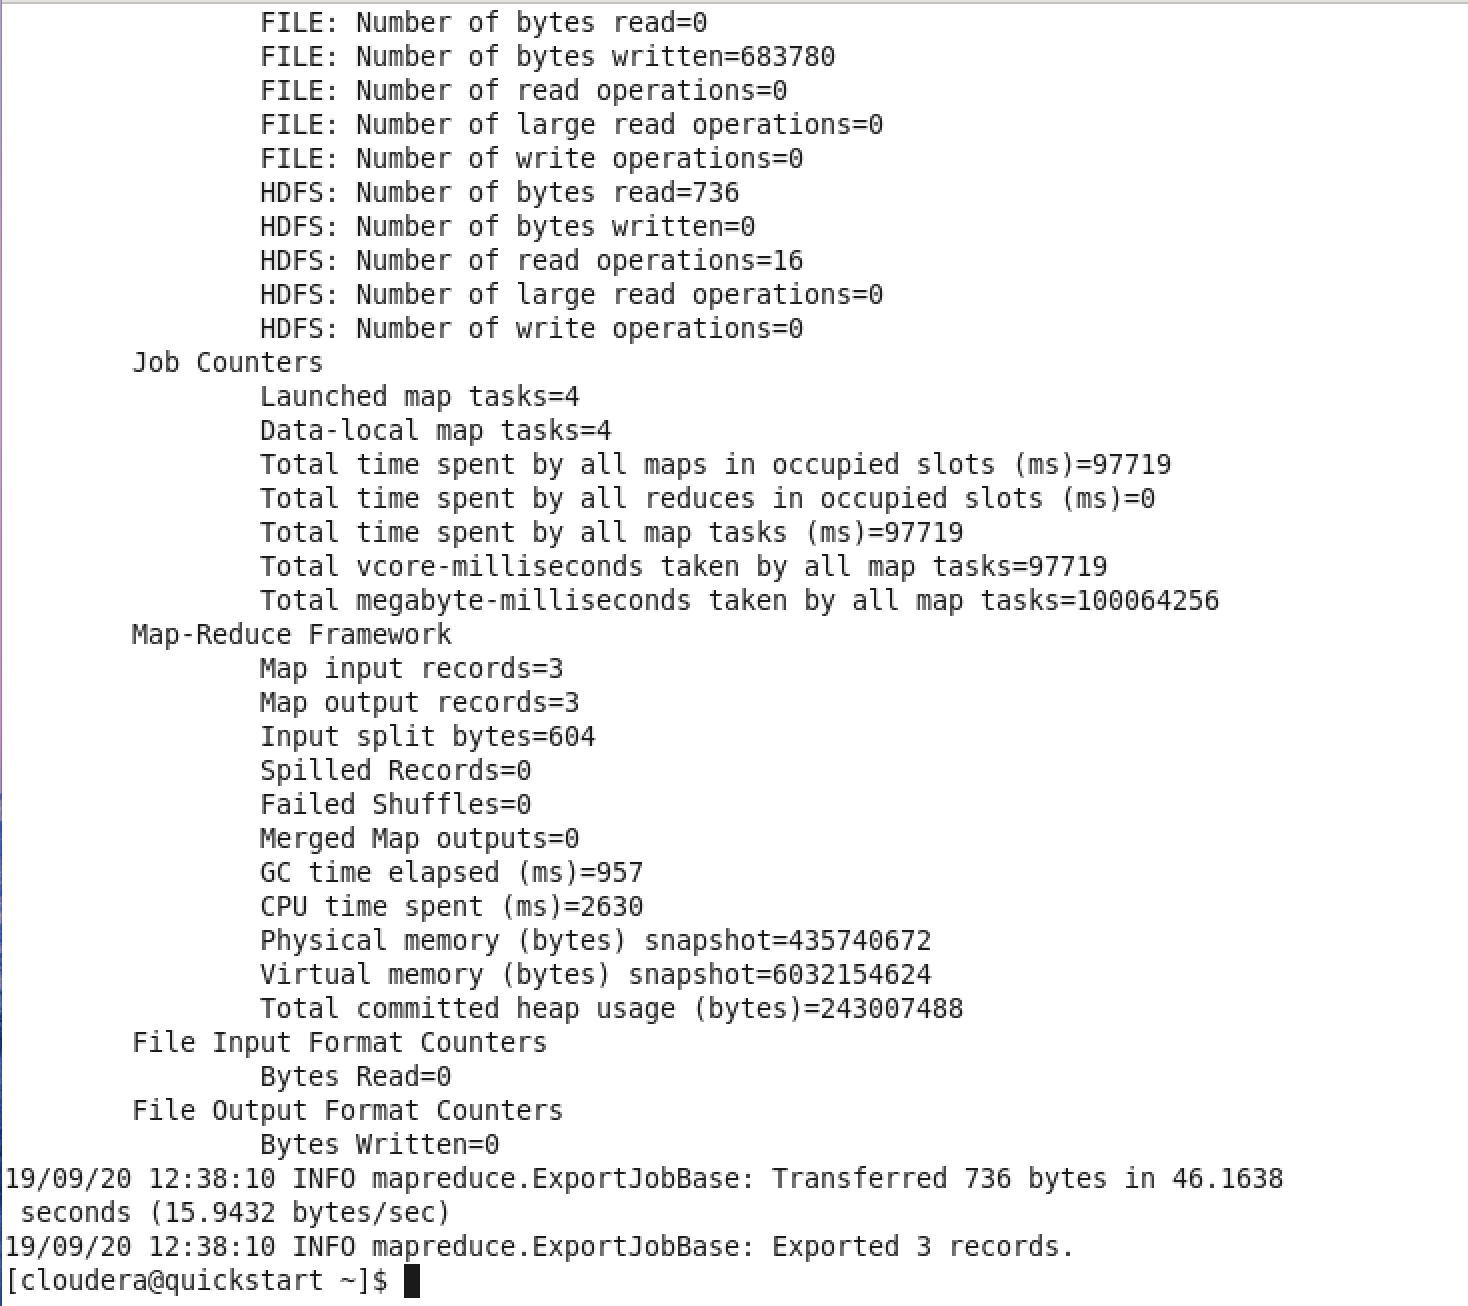 FILE: Number of bytes read=0
FILE: Number of bytes written=683780
FILE: Number of read operations=0
FILE: Number of large read operations=0
FILE: Number of write operations=0
HDFS: Number of bytes read=736
HDFS: Number of bytes written=0
HDFS: Number of read operations=16
HDFS: Number of large read operations=0
HDFS: Number of write operations=0
Job Counters
Launched map tasks=4
Data-local map tasks=4
Total time spent by all maps in occupied slots (ms)=97719
Total time spent by all reduces in occupied slots (ms)=0
Total time spent by all map tasks (ms)=97719
Total vcore-milliseconds taken by all map tasks=97719
Total megabyte-milliseconds taken by all map tasks=100064256
Map-Reduce Framework
Map input records=3
Map output records=3
Input split bytes=604
Spilled Records=0
Failed Shuffles=0
Merged Map outputs=0
GC time elapsed (ms)=957
CPU time spent (ms)=2630
Physical memory (bytes) snapshot=435740672
Virtual memory (bytes) snapshot=6032154624
Total committed heap usage (bytes)=243007488
File Input Format Counters
Bytes Read=0
File Output Format Counters
Bytes Written=0
19/09/20 12:38:10 INFO mapreduce.ExportJobBase: Transferred 736 bytes in 46.1638
seconds (15.9432 bytes/sec)
19/09/20 12:38:10 INFO mapreduce.ExportJobBase: Exported 3 records.
[cloudera@quickstart ~]$